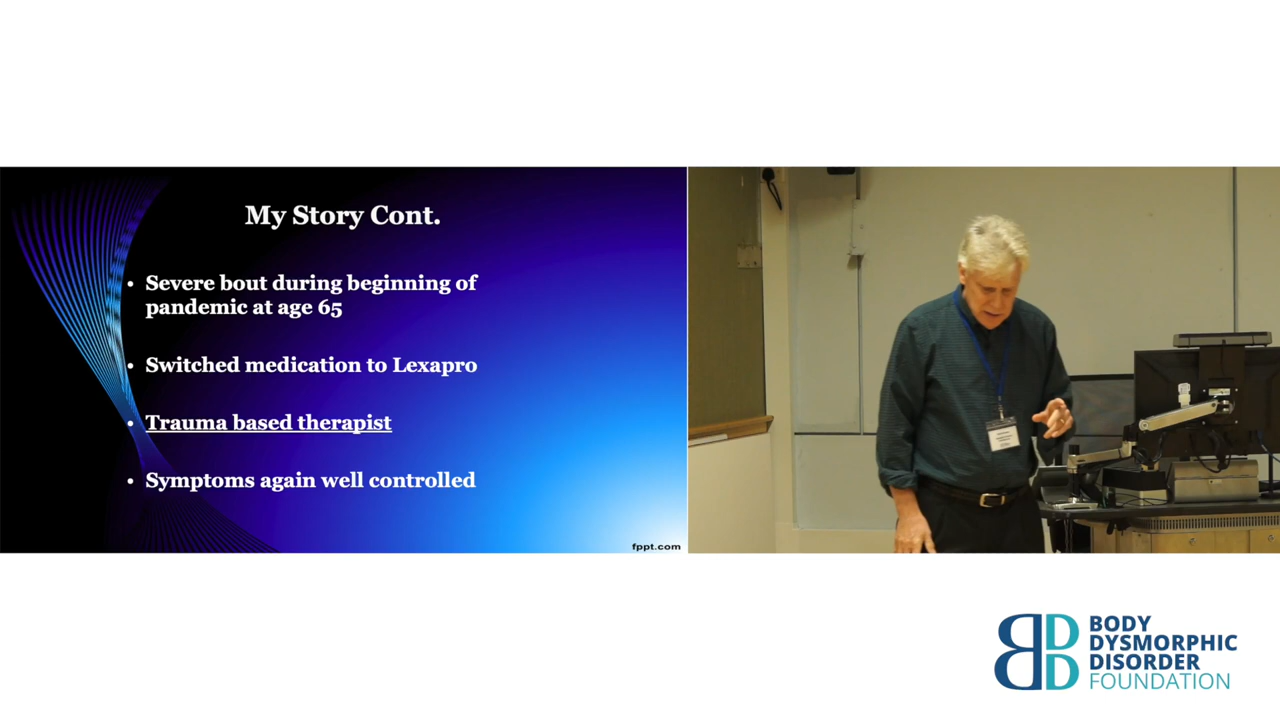 My Story Cont.
• Severe bout during beginning of
pandemic at age 65
• Switched medication to Lexapro
• Trauma based therapist
• Symptoms again well controlled
fppt.com
BODY
DYSMORPHIC
DISORDER
FOUNDATION